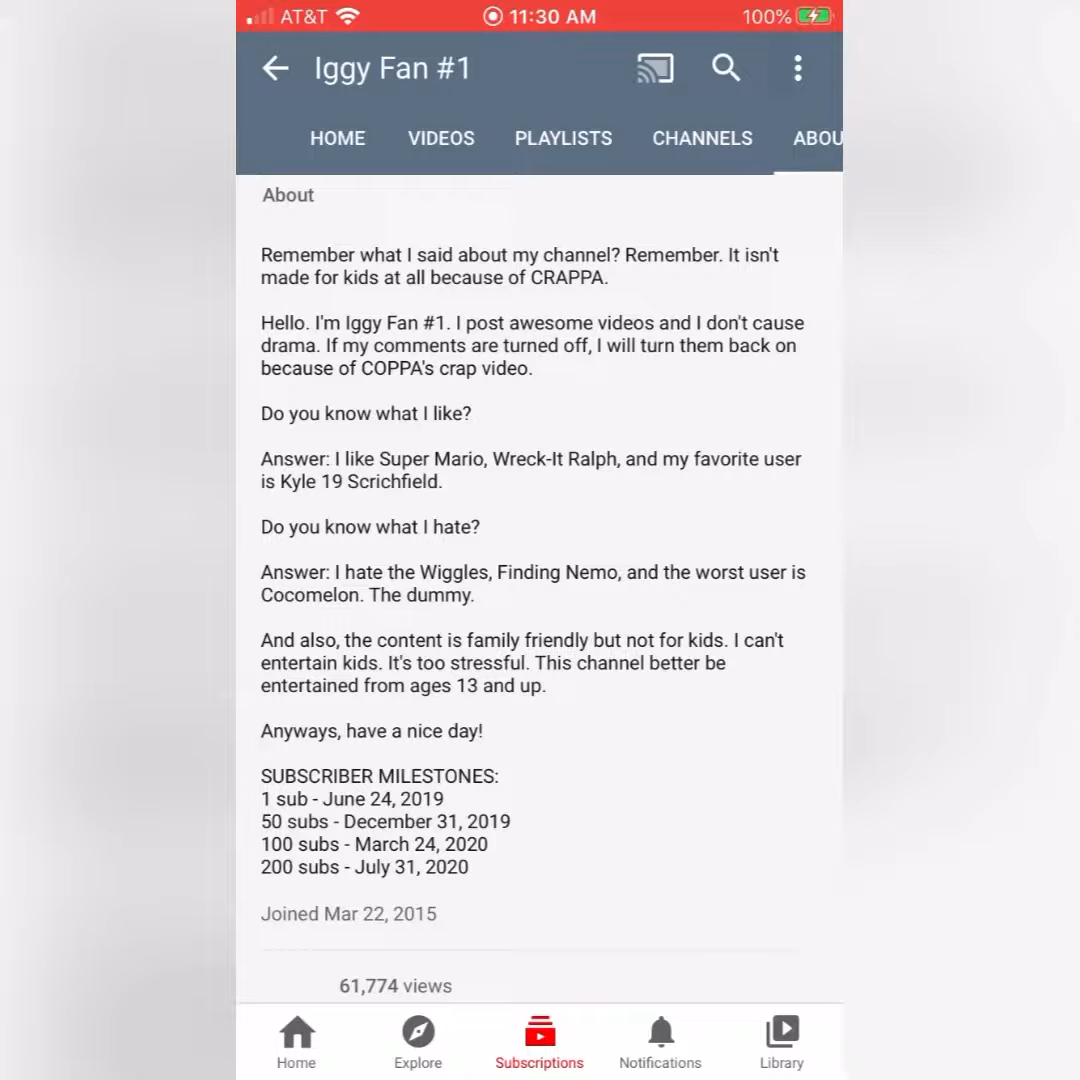 AT&T 11:30 AM 100%
Iggy Fan #1
HOME VIDEOS PLAYLISTS CHANNELS ABOU
About
Remember what I said about my channel? Remember. It isn't
made for kids at all because of CRAPPA.
Hello. I'm Iggy Fan #1. I post awesome videos and I don't cause
drama. If my comments are turned off, I will turn them back on
because of COPPA's crap video.
Do you know what I like?
Answer: I like Super Mario, Wreck-It Ralph, and my favorite user
is Kyle 19 Scrichfield.
Do you know what I hate?
Answer: I hate the Wiggles, Finding Nemo, and the worst user is
Cocomelon. The dummy.
And also, the content is family friendly but not for kids. I can't
entertain kids. It's too stressful. This channel better be
entertained from ages 13 and up.
Anyways, have a nice day!
SUBSCRIBER MILESTONES:
1 sub - June 24, 2019
50 subs - December 31, 2019
100 subs - March 24, 2020
200 subs - July 31, 2020
Joined Mar 22, 2015
61,774 views
Home Explore Subscriptions Notifications Library